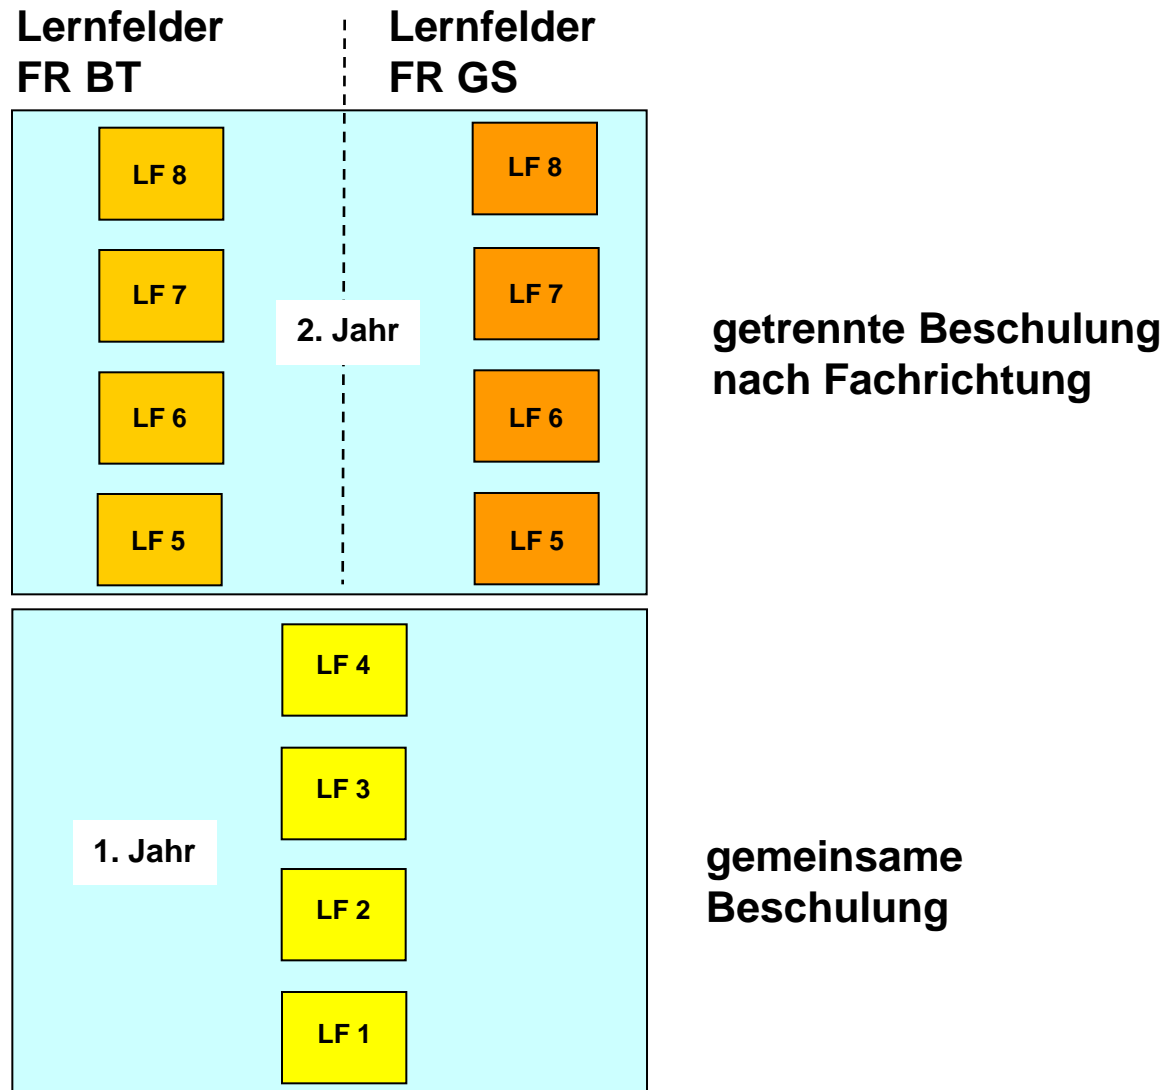 Lernfelder
FR BT
Lernfelder
FR GS
LF 8
LF 8
LF 7
LF 7
2. Jahr
getrennte Beschulung
nach Fachrichtung
LF 6
LF 6
LF 5
LF 5
LF 4
LF 3
1. Jahr
gemeinsame
Beschulung
LF 2
LF 1